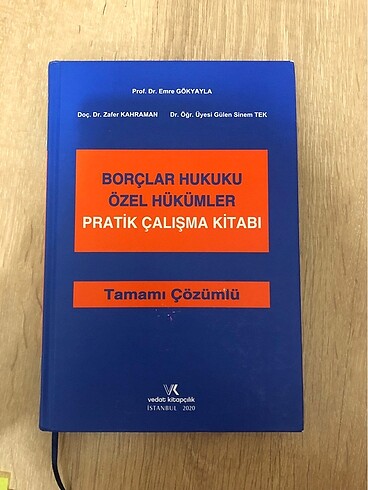 Prof. Dr. Emre GÖKYAYLA
Doç. Dr. Zafer KAHRAMAN Dr. Öğr. Üyesi Gülen Sinem TEK
BORÇLAR HUKUKU
ÖZEL HÜKÜMLER
PRATİK ÇALIŞMA KİTABI
Tamamı Çözümlü
VK
vedat kitapçılık
İSTANBUL 2020